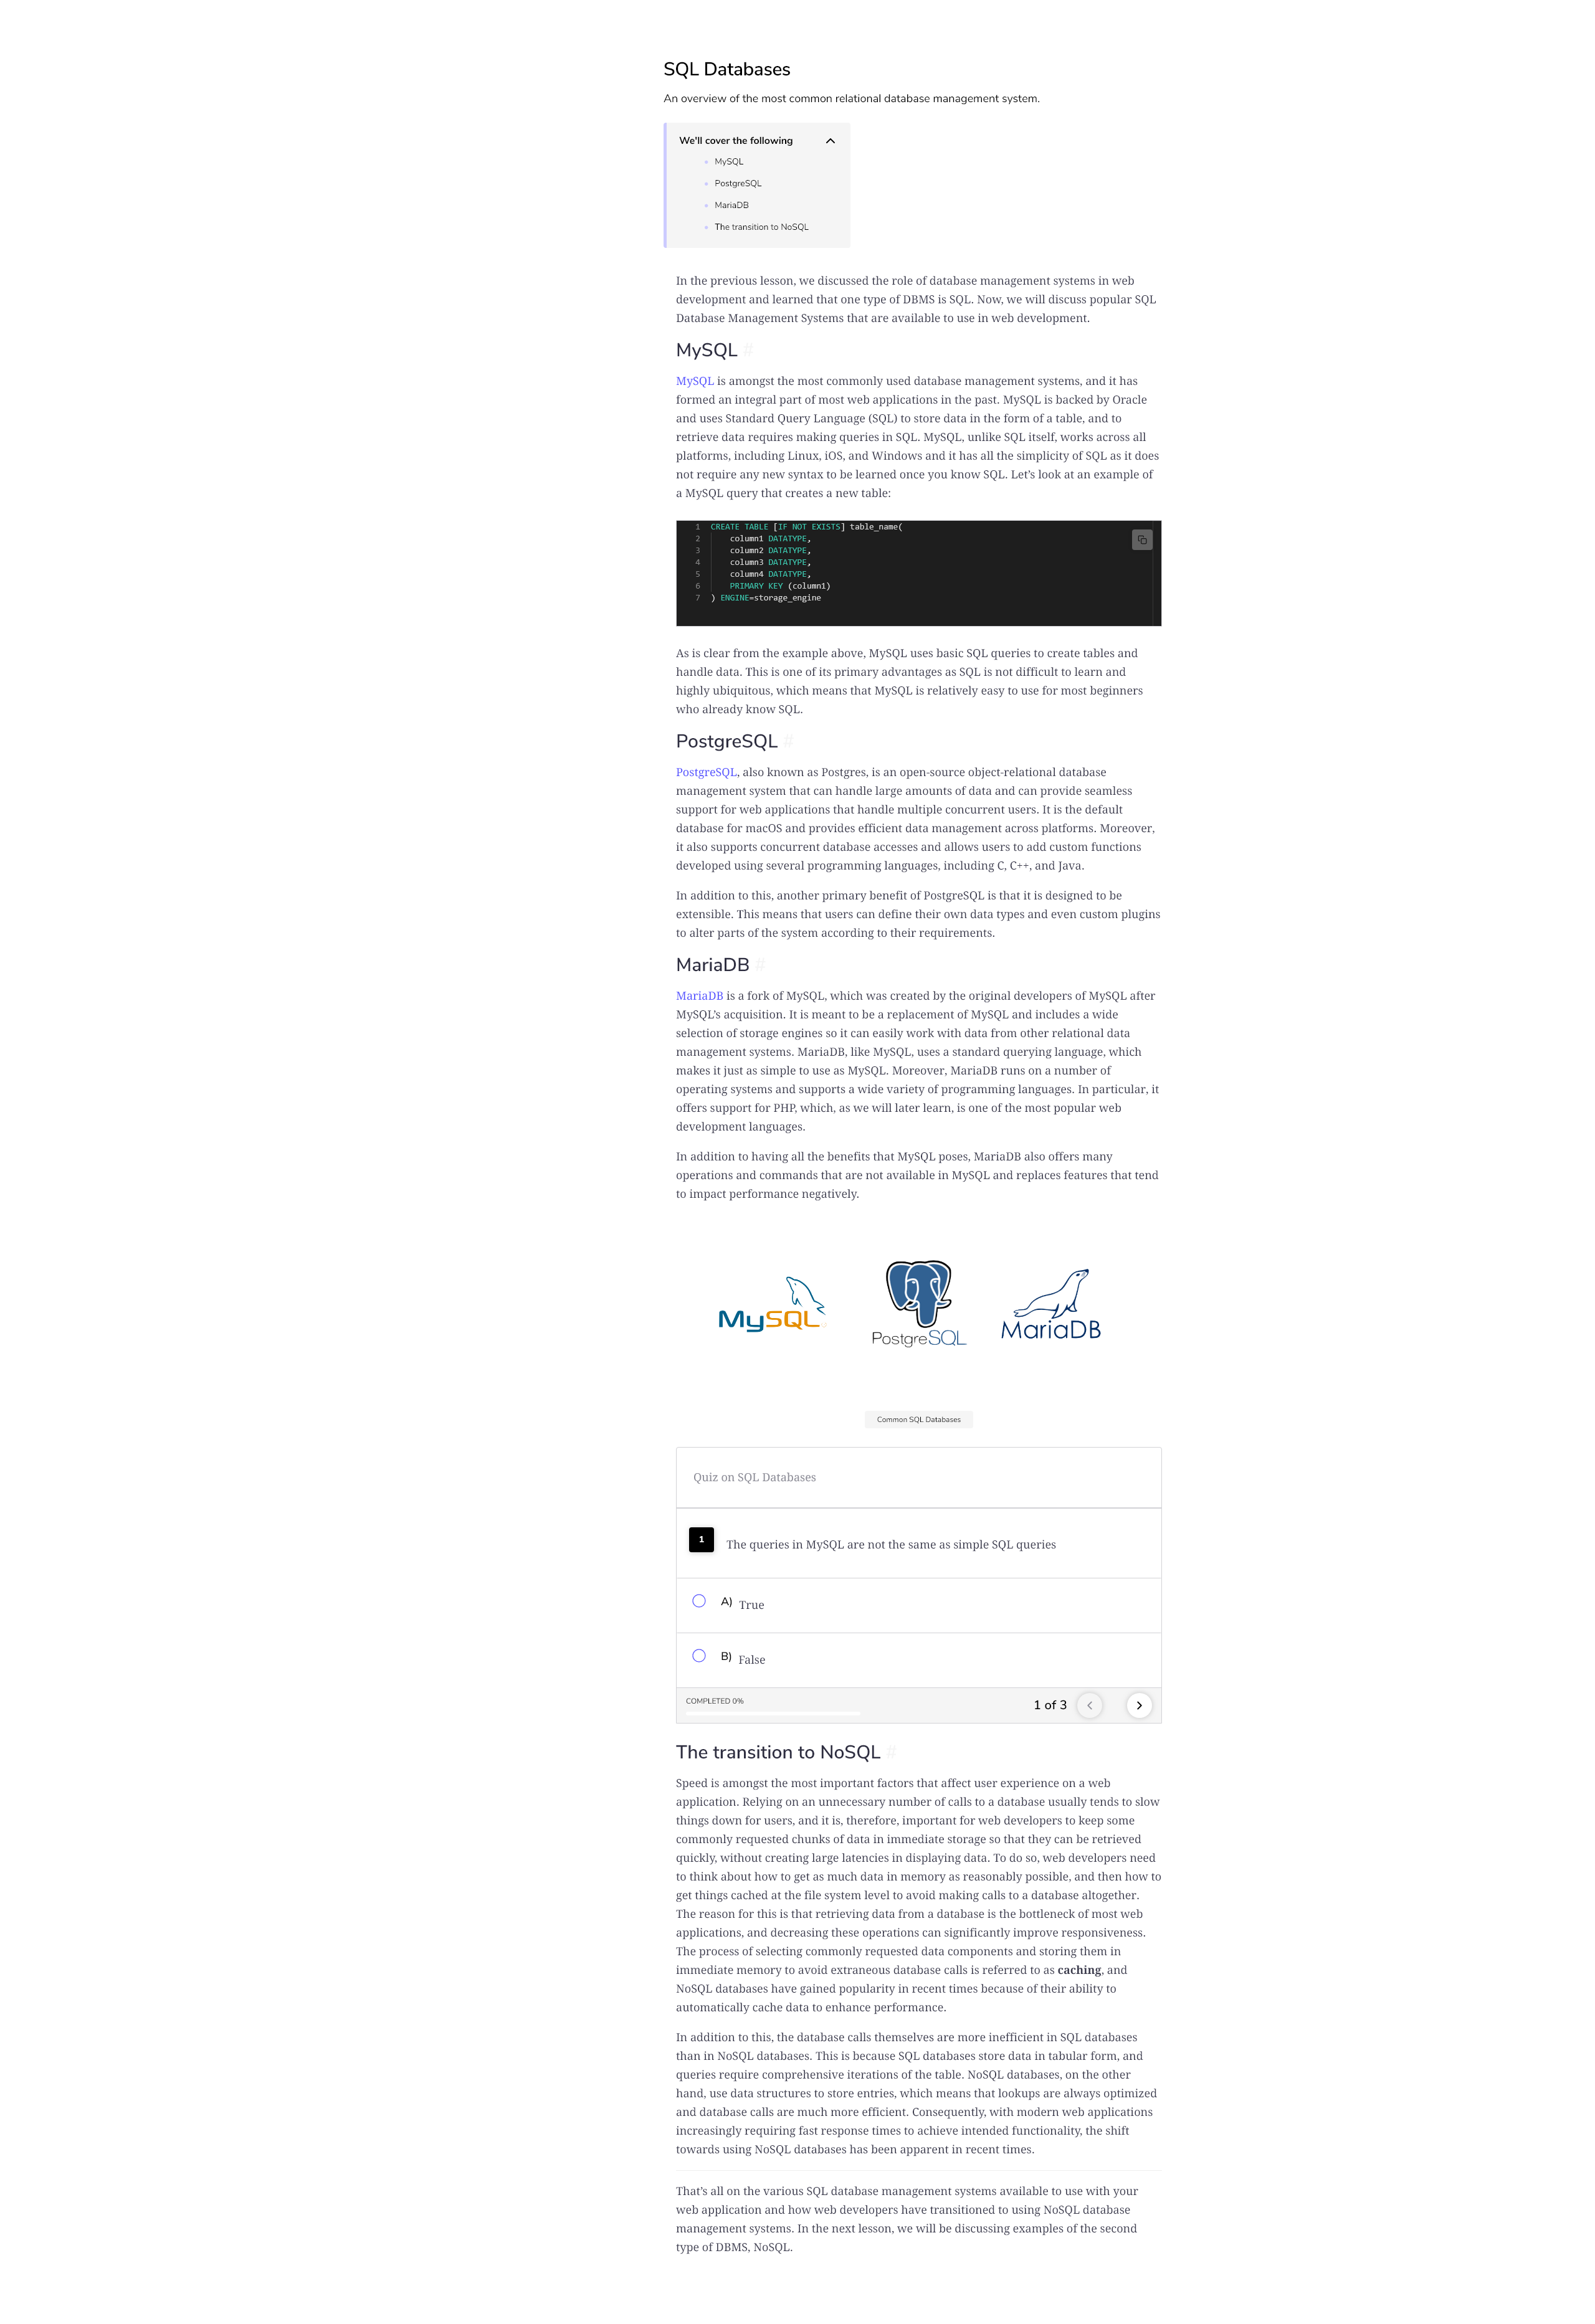 SQL Databases
An overview of the most common relational database management system.
We'll cover the following
MySQL
PostgreSQL
MariaDB
The transition to NoSQL
In the previous lesson, we discussed the role of database management systems in web
development and learned that one type of DBMS is SQL. Now, we will discuss popular SQL
Database Management Systems that are available to use in web development.
MySQL #
MySQL is amongst the most commonly used database management systems, and it has
formed an integral part of most web applications in the past. MySQL is backed by Oracle
and uses Standard Query Language (SQL) to store data in the form of a table, and to
retrieve data requires making queries in SQL. MySQL, unlike SQL itself, works across all
platforms, including Linux, iOS, and Windows and it has all the simplicity of SQL as it does
not require any new syntax to be learned once you know SQL. Let's look at an example of
a MySQL query that creates a new table:
1 CREATE TABLE [IF NOT EXISTS] table_name(
2 column1 DATATYPE,
3 column2 DATATYPE,
4 column3 DATATYPE,
5 column4 DATATYPE,
6 PRIMARY KEY (column1)
7 ) ENGINE=storage_engine
As is clear from the example above, MySQL uses basic SQL queries to create tables and
handle data. This is one of its primary advantages as SQL is not difficult to learn and
highly ubiquitous, which means that MySQL is relatively easy to use for most beginners
who already know SQL.
PostgreSQL #
PostgreSQL, also known as Postgres, is an open-source object-relational database
management system that can handle large amounts of data and can provide seamless
support for web applications that handle multiple concurrent users. It is the default
database for macOS and provides efficient data management across platforms. Moreover,
it also supports concurrent database accesses and allows users to add custom functions
developed using several programming languages, including C, C++, and Java.
In addition to this, another primary benefit of PostgreSQL is that it is designed to be
extensible. This means that users can define their own data types and even custom plugins
to alter parts of the system according to their requirements.
MariaDB #
MariaDB is a fork of MySQL, which was created by the original developers of MySQL after
MySQL's acquisition. It is meant to be a replacement of MySQL and includes a wide
selection of storage engines so it can easily work with data from other relational data
management systems. MariaDB, like MySQL, uses a standard querying language, which
makes it just as simple to use as MySQL. Moreover, MariaDB runs on a number of
operating systems and supports a wide variety of programming languages. In particular, it
offers support for PHP, which, as we will later learn, is one of the most popular web
development languages.
In addition to having all the benefits that MySQL poses, MariaDB also offers many
operations and commands that are not available in MySQL and replaces features that tend
to impact performance negatively.
MySQL
PostgreSQL
MariaDB
Common SQL Databases
Quiz on SQL Databases
1 The queries in MySQL are not the same as simple SQL queries
A) True
B) False
COMPLETED 0%
1 of 3
The transition to NoSQL #
Speed is amongst the most important factors that affect user experience on a web
application. Relying on an unnecessary number of calls to a database usually tends to slow
things down for users, and it is, therefore, important for web developers to keep some
commonly requested chunks of data in immediate storage so that they can be retrieved
quickly, without creating large latencies in displaying data. To do so, web developers need
to think about how to get as much data in memory as reasonably possible, and then how to
get things cached at the file system level to avoid making calls to a database altogether.
The reason for this is that retrieving data from a database is the bottleneck of most web
applications, and decreasing these operations can significantly improve responsiveness.
The process of selecting commonly requested data components and storing them in
immediate memory to avoid extraneous database calls is referred to as caching, and
NoSQL databases have gained popularity in recent times because of their ability to
automatically cache data to enhance performance.
In addition to this, the database calls themselves are more inefficient in SQL databases
than in NoSQL databases. This is because SQL databases store data in tabular form, and
queries require comprehensive iterations of the table. NoSQL databases, on the other
hand, use data structures to store entries, which means that lookups are always optimized
and database calls are much more efficient. Consequently, with modern web applications
increasingly requiring fast response times to achieve intended functionality, the shift
towards using NoSQL databases has been apparent in recent times.
That's all on the various SQL database management systems available to use with your
web application and how web developers have transitioned to using NoSQL database
management systems. In the next lesson, we will be discussing examples of the second
type of DBMS, NoSQL.